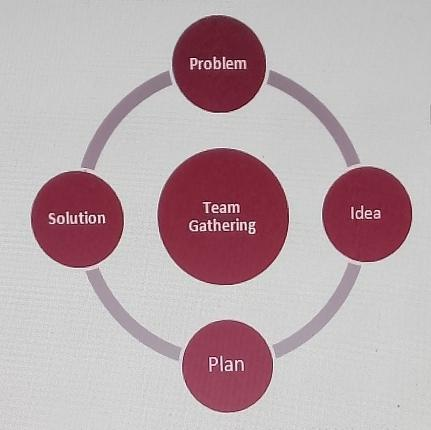 Problem
Solution
Team
Gathering
Idea
Plan